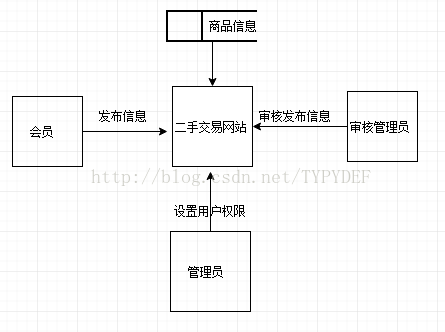 商品信息
会员
发布信息
二手交易网站
审核发布信息
审核管理员
http://blog.csdn.net/TYPYDEF
设置用户权限
管理员